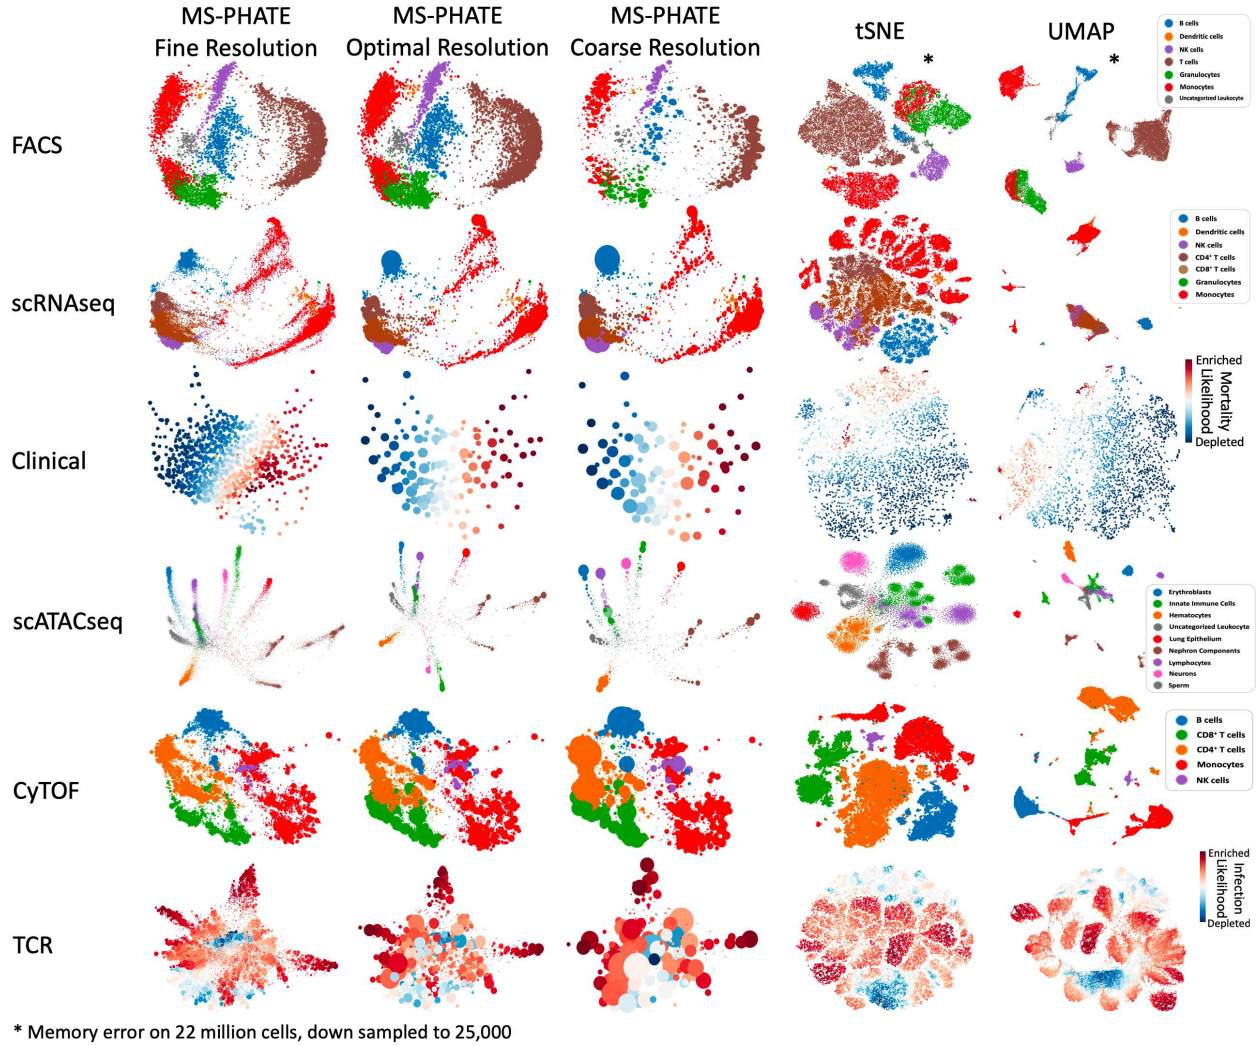 MS-PHATE
Fine Resolution
MS-PHATE
Optimal Resolution
MS-PHATE
Coarse Resolution
tSNE
*
UMAP
*
FACS
B cells
Dendritic cells
NK cells
T cells
Granulocytes
Monocytes
Uncategorized Leukocyte
scRNAseq
B cells
Dendritic cells
NK cells
CD4⁺ T cells
CD8⁺ T cells
Granulocytes
Monocytes
Clinical
Enriched
Mortality
Likelihood
Depleted
scATACseq
Erythroblasts
Innate Immune Cells
Hematocytes
Uncategorized Leukocyte
Lung Epithelium
Nephron Components
Lymphocytes
Neurons
Sperm
CyTOF
B cells
CD8⁺ T cells
CD4⁺ T cells
Monocytes
NK cells
TCR
Enriched
Infection
Likelihood
Depleted
* Memory error on 22 million cells, down sampled to 25,000